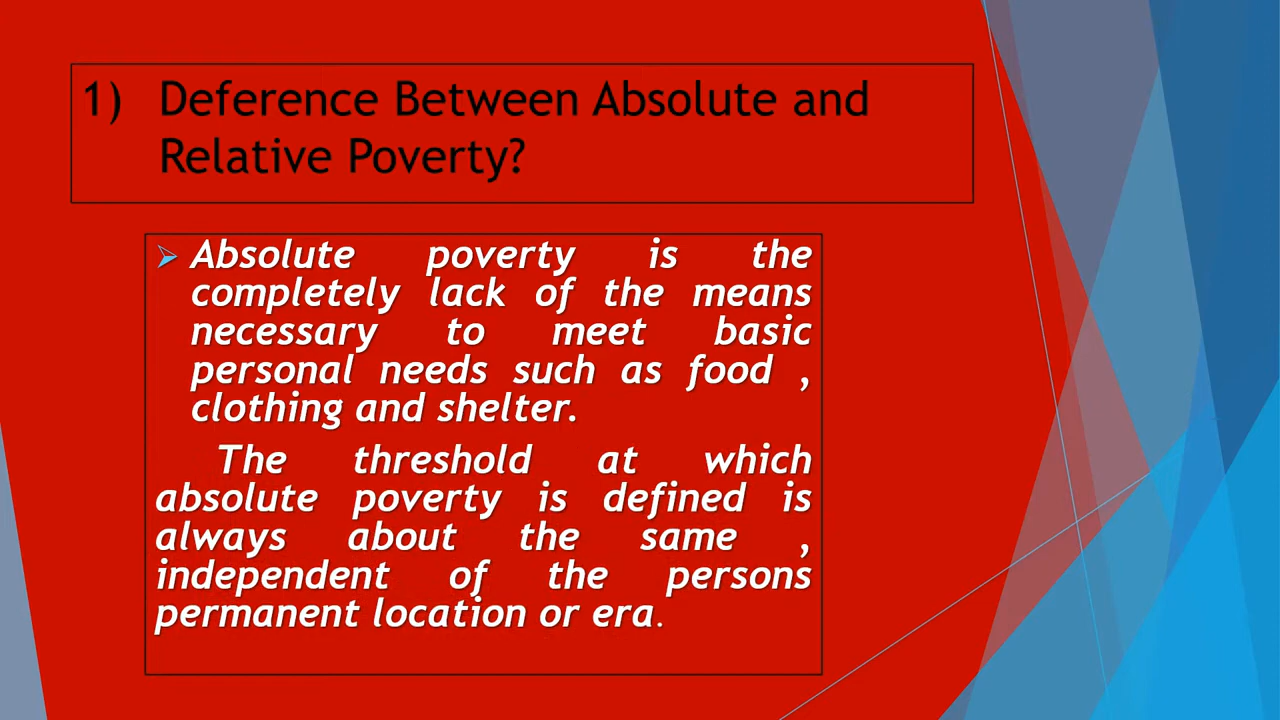 1) Deference Between Absolute and
Relative Poverty?
Absolute poverty is the
completely lack of the means
necessary to meet basic
personal needs such as food ,
clothing and shelter.
The threshold at which
absolute poverty is defined is
always about the same ,
independent of the persons
permanent location or era.